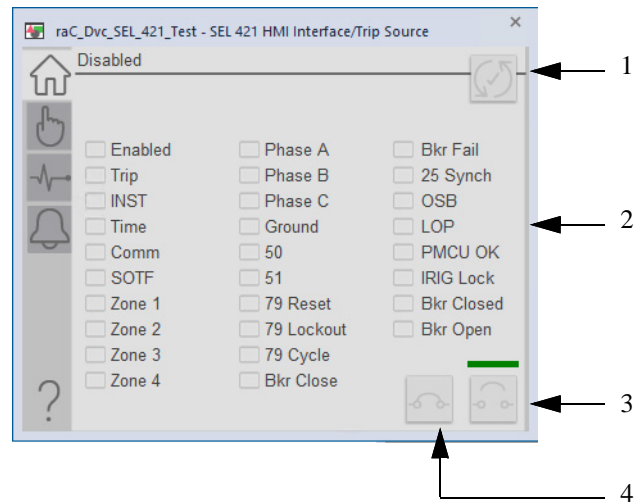 raC_Dvc_SEL_421_Test - SEL 421 HMI Interface/Trip Source
Disabled
1
Enabled
Trip
INST
Time
Comm
SOTF
Zone 1
Zone 2
Zone 3
Zone 4
Phase A
Phase B
Phase C
Ground
50
51
79 Reset
79 Lockout
79 Cycle
Bkr Close
Bkr Fail
25 Synch
OSB
LOP
PMCU OK
IRIG Lock
Bkr Closed
Bkr Open
2
?
3
4